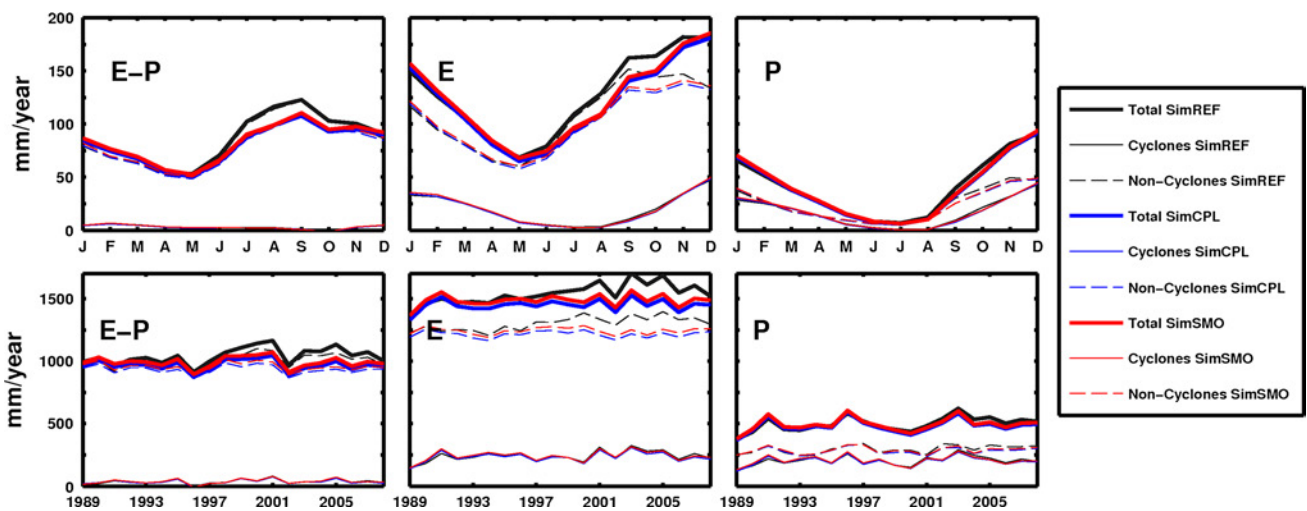 200
150
100
50
0
mm/year
E−P
E
P
J F M A M J J A S O N D
J F M A M J J A S O N D
J F M A M J J A S O N D
1500
1000
500
0
mm/year
E−P
E
P
1989 1993 1997 2001 2005
1989 1993 1997 2001 2005
1989 1993 1997 2001 2005
Total SimREF
Cyclones SimREF
Non−Cyclones SimREF
Total SimCPL
Cyclones SimCPL
Non−Cyclones SimCPL
Total SimSMO
Cyclones SimSMO
Non−Cyclones SimSMO